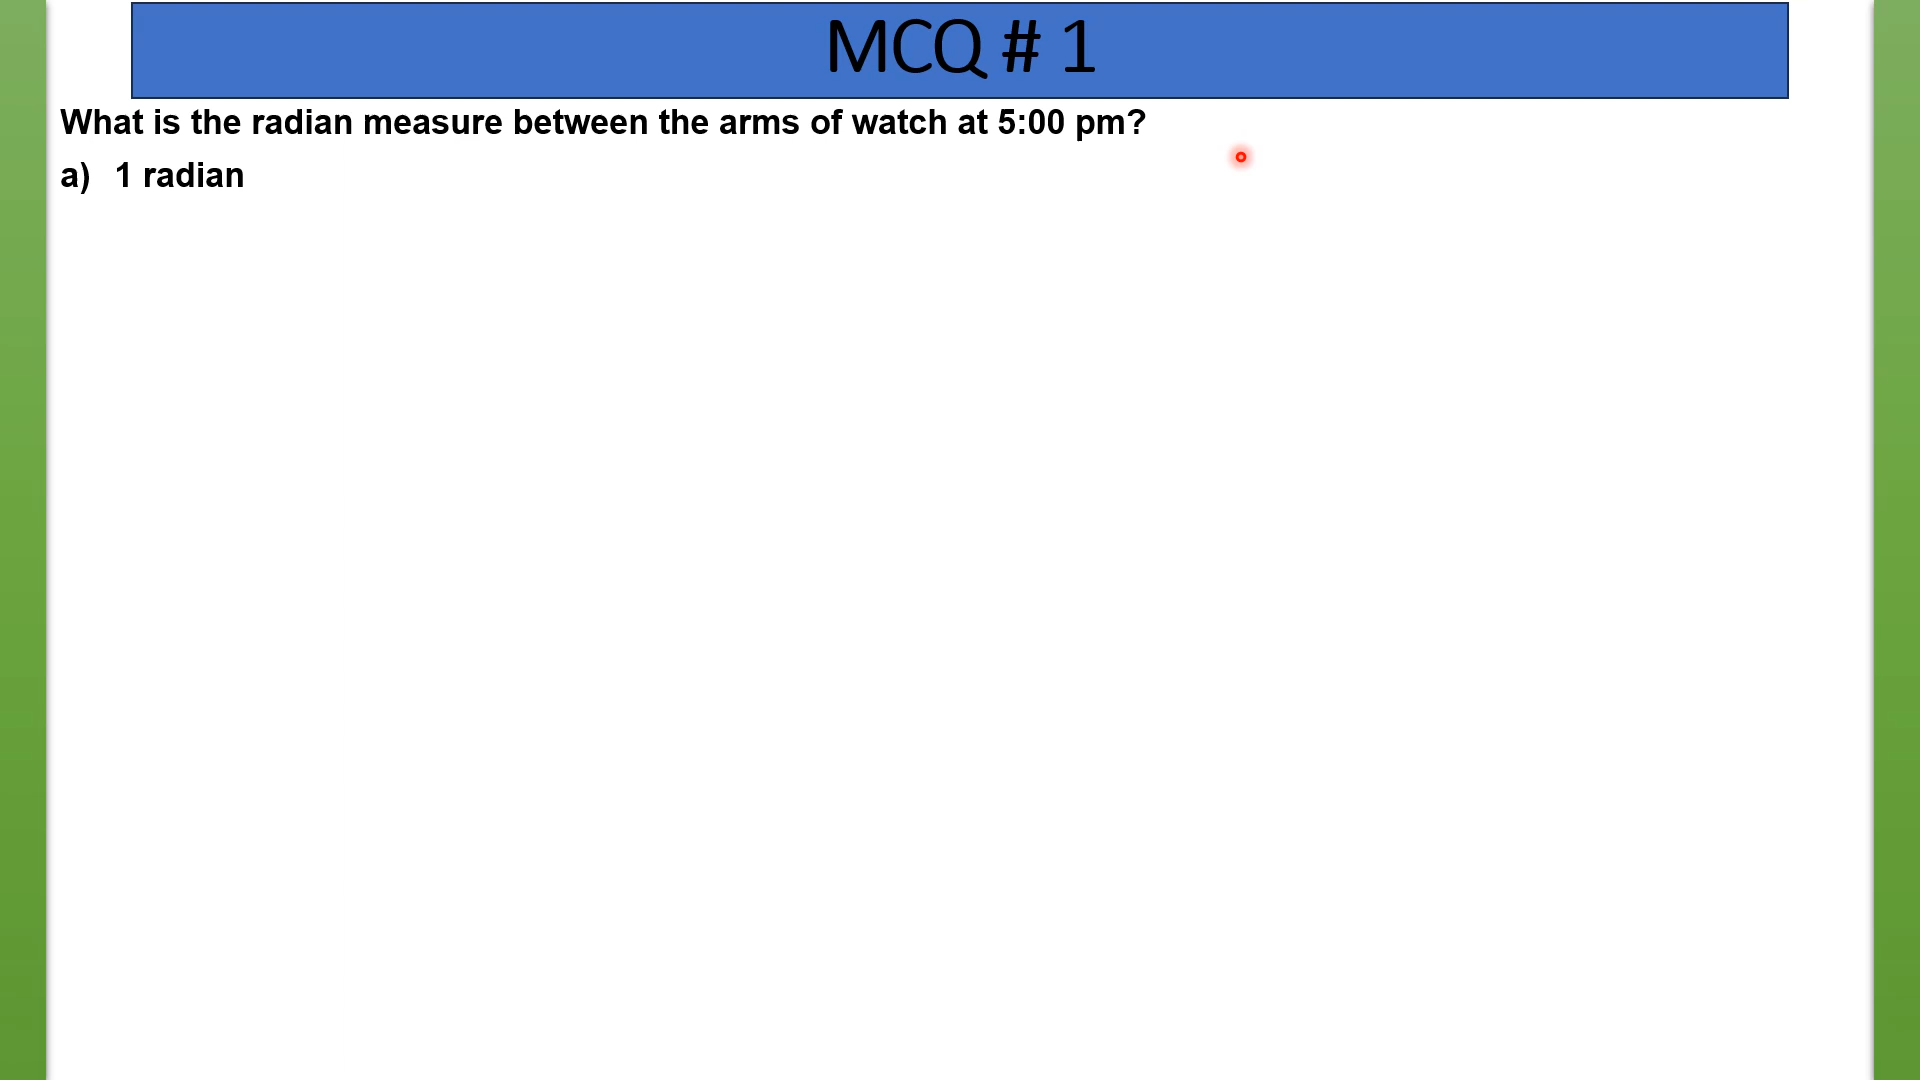 MCQ # 1
What is the radian measure between the arms of watch at 5:00 pm?
a) 1 radian